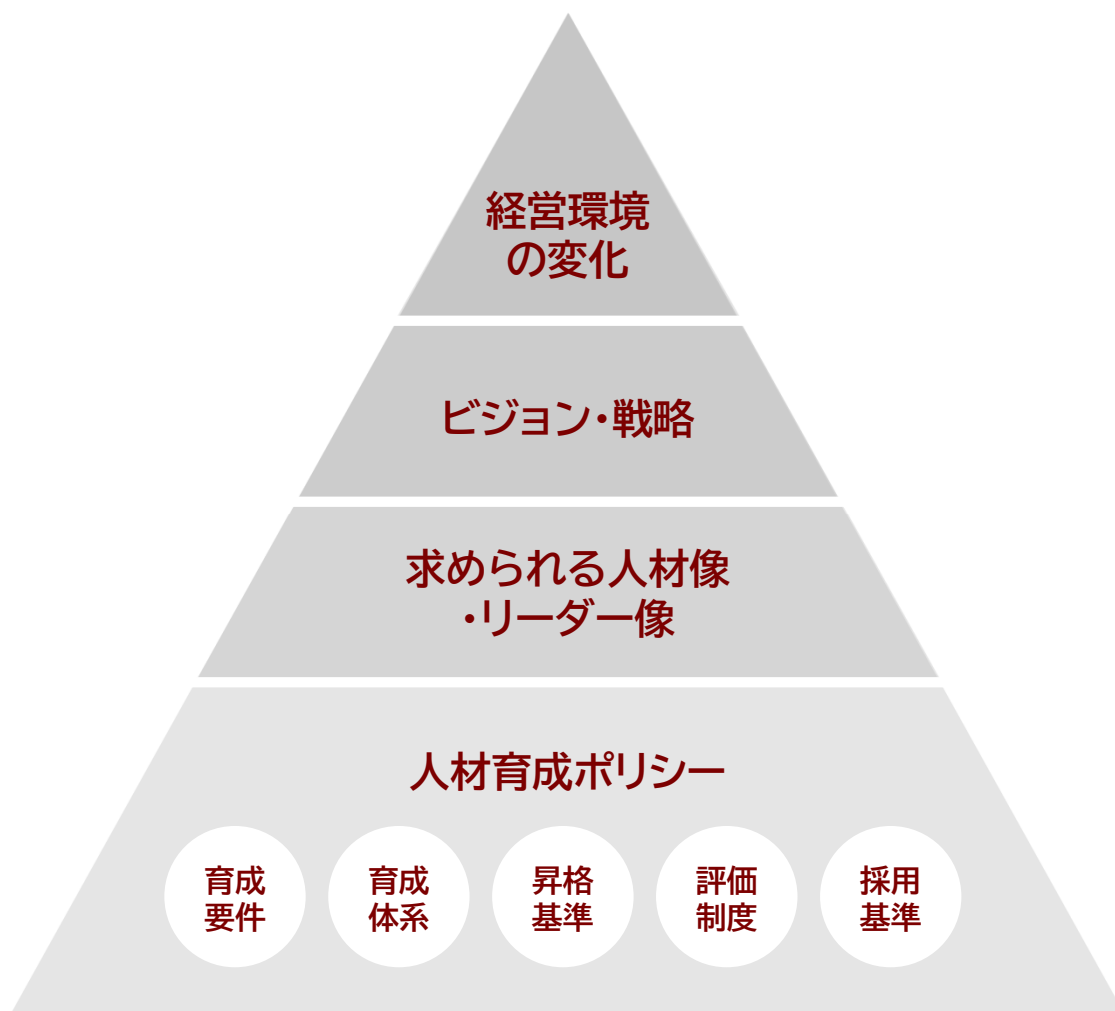 経営環境
の変化
ビジョン・戦略
求められる人材像
・リーダー像
人材育成ポリシー
育成
要件
育成
体系
昇格
基準
評価
制度
採用
基準